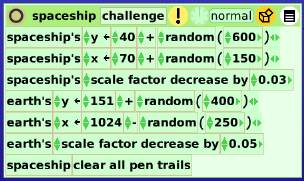 spaceship challenge ! normal
spaceship's y ← 40 + random ( 600 )
spaceship's x ← 70 + random ( 150 )
spaceship's scale factor decrease by 0.03
earth's y ← 151 + random ( 400 )
earth's x ← 1024 - random ( 250 )
earth's scale factor decrease by 0.05
spaceship clear all pen trails